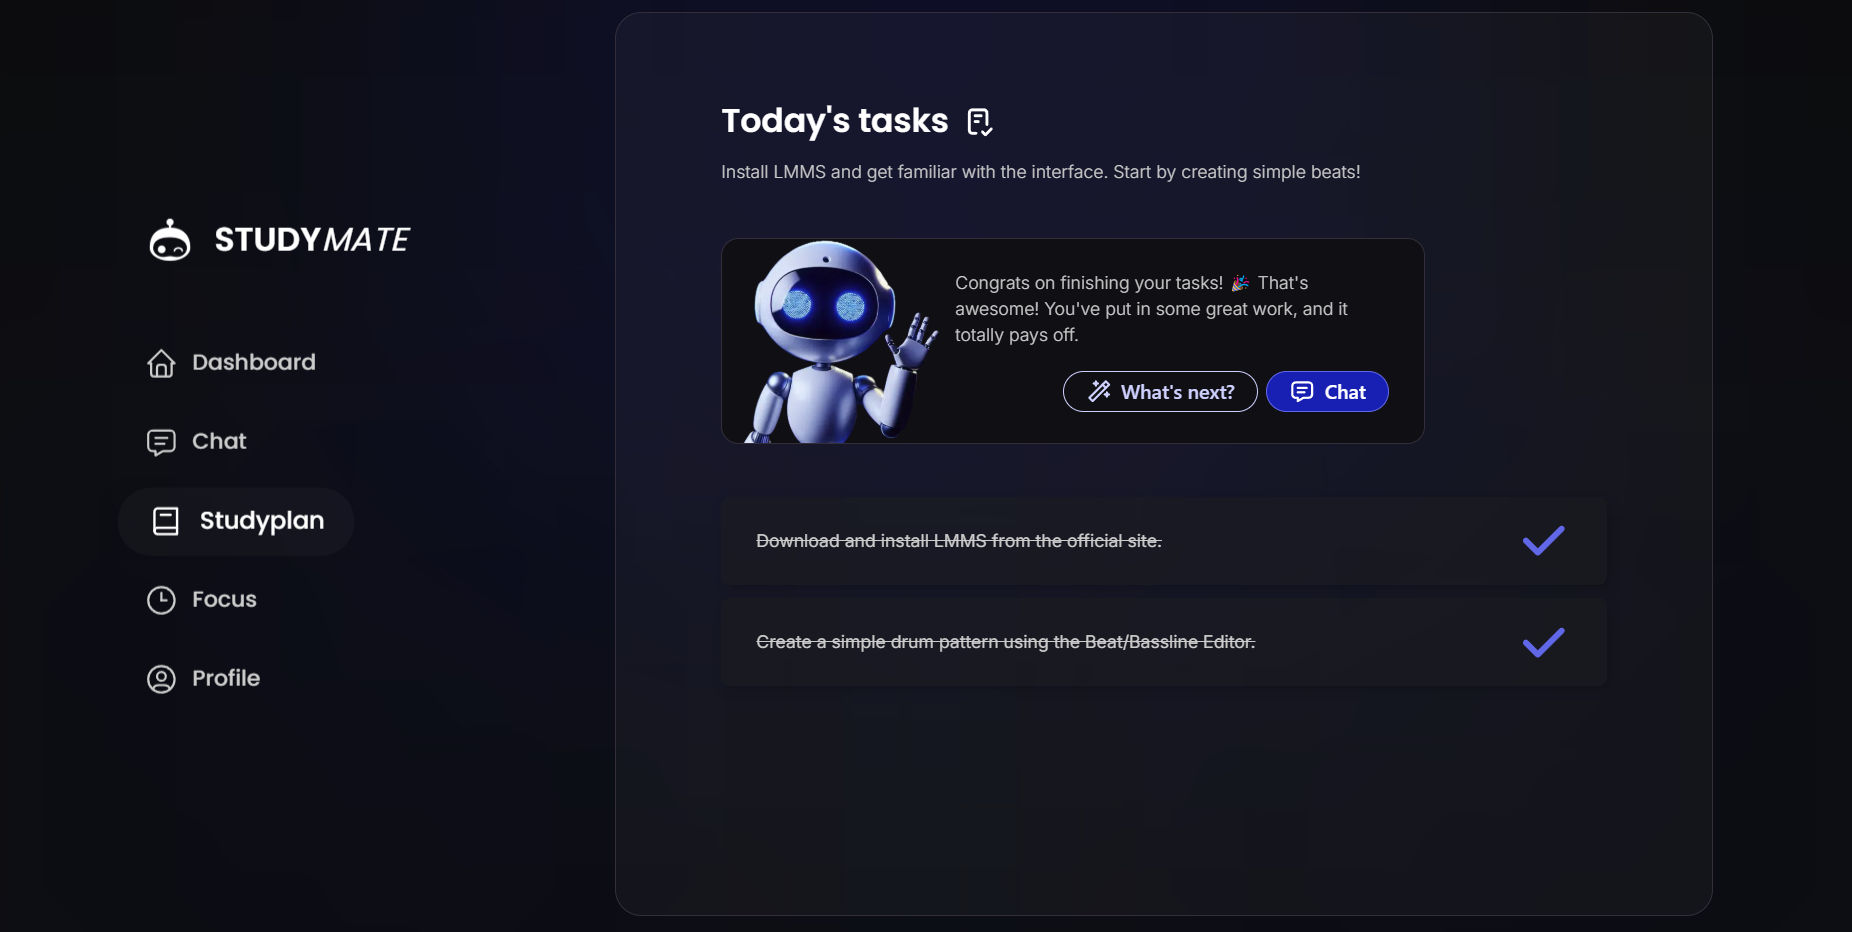 STUDYMATE
Dashboard
Chat
Studyplan
Focus
Profile
Today's tasks
Install LMMS and get familiar with the interface. Start by creating simple beats!
Congrats on finishing your tasks! 🎉 That's
awesome! You've put in some great work, and it
totally pays off.
What's next?
Chat
Download and install LMMS from the official site.
Create a simple drum pattern using the Beat/Bassline Editor.